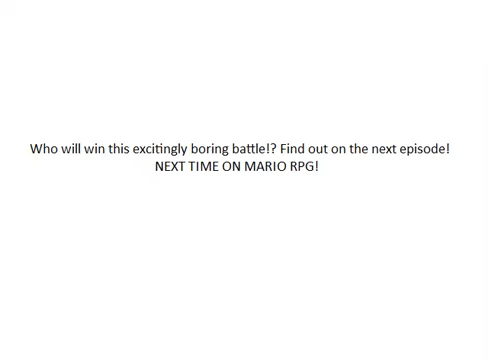 Who will win this excitingly boring battle!? Find out on the next episode!
NEXT TIME ON MARIO RPG!